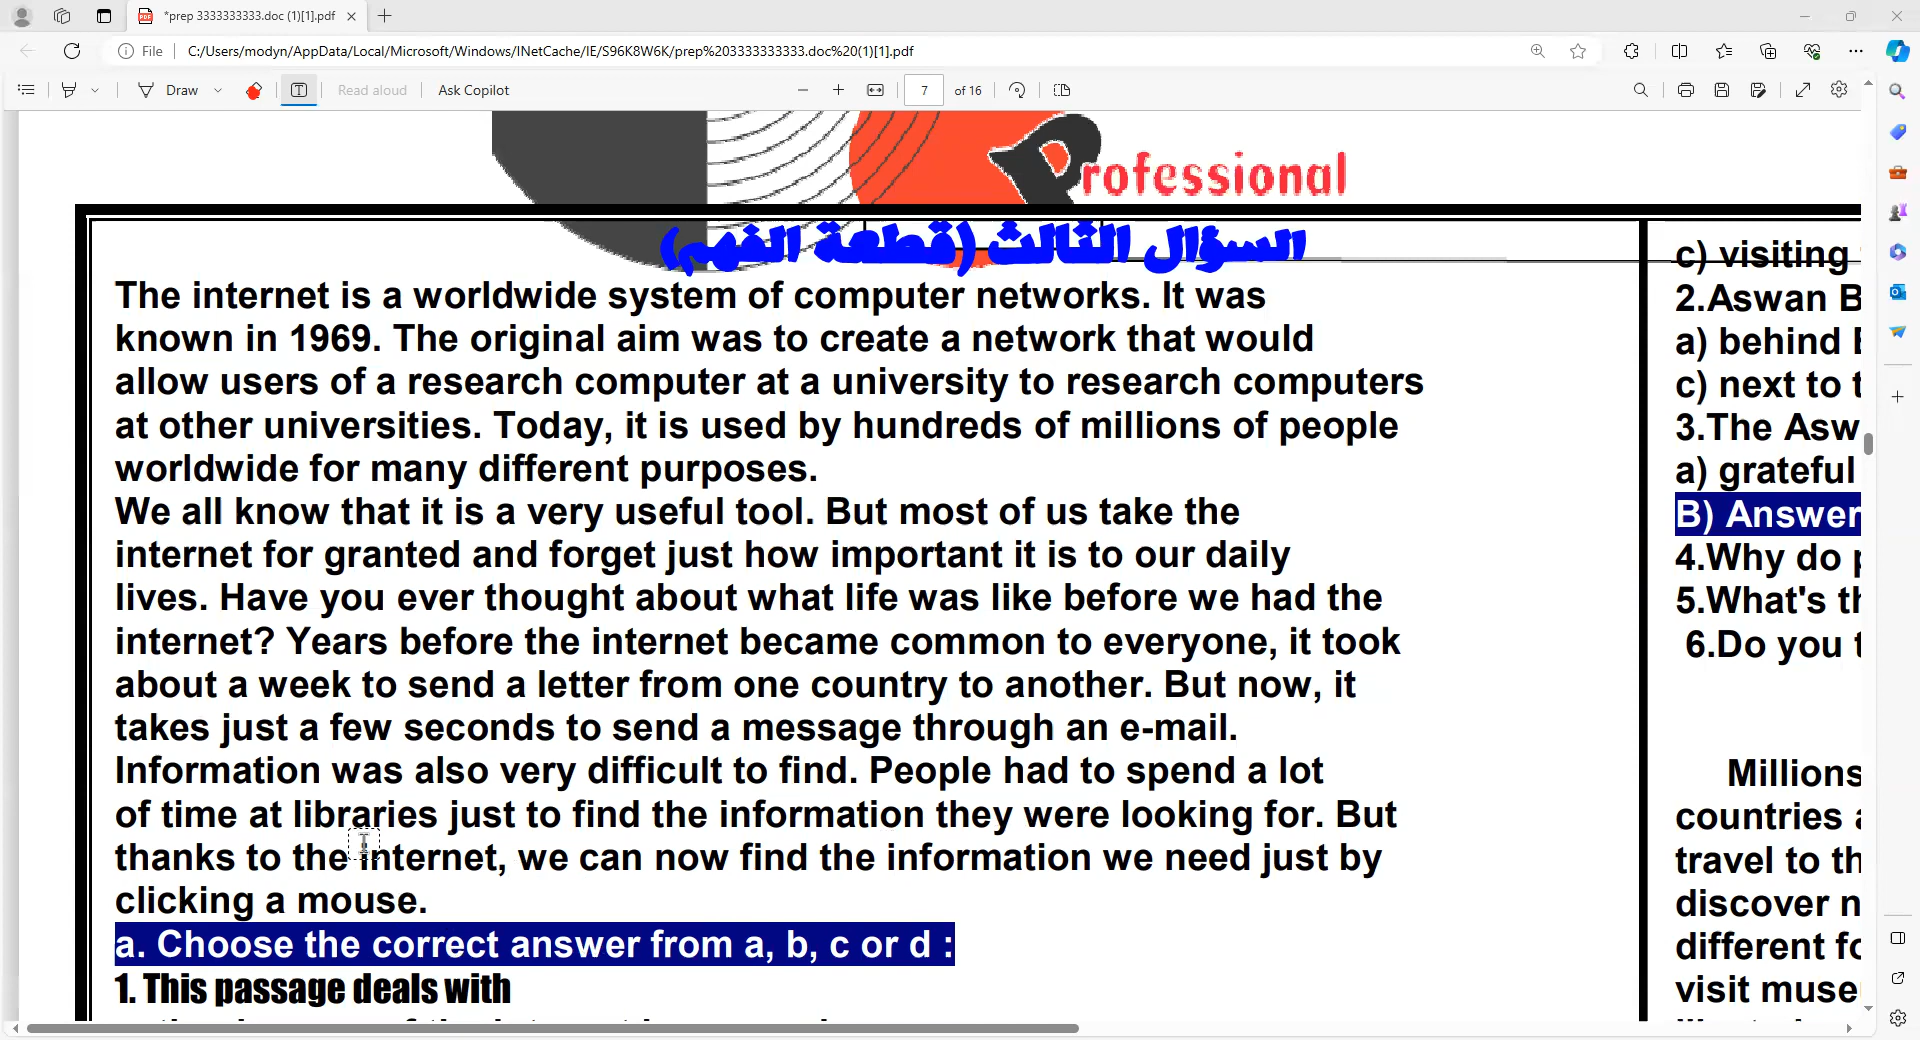 *prep 3333333333.doc (1)[1].pdf
File
C:/Users/modyn/AppData/Local/Microsoft/Windows/INetCache/IE/S96K8W6K/prep%203333333333.doc%20(1)[1].pdf
Draw
Read aloud
Ask Copilot
7 of 16
Professional
السؤال الثالث (قطعة الفهم)
The internet is a worldwide system of computer networks. It was
known in 1969. The original aim was to create a network that would
allow users of a research computer at a university to research computers
at other universities. Today, it is used by hundreds of millions of people
worldwide for many different purposes.
We all know that it is a very useful tool. But most of us take the
internet for granted and forget just how important it is to our daily
lives. Have you ever thought about what life was like before we had the
internet? Years before the internet became common to everyone, it took
about a week to send a letter from one country to another. But now, it
takes just a few seconds to send a message through an e-mail.
Information was also very difficult to find. People had to spend a lot
of time at libraries just to find the information they were looking for. But
thanks to the internet, we can now find the information we need just by
clicking a mouse.
a. Choose the correct answer from a, b, c or d :
1. This passage deals with
c) visiting
2.Aswan B
a) behind
c) next to t
3.The Asw
a) grateful
B) Answer
4.Why do
5.What's th
6.Do you t
Millions
countries
travel to th
discover n
different fo
visit muse